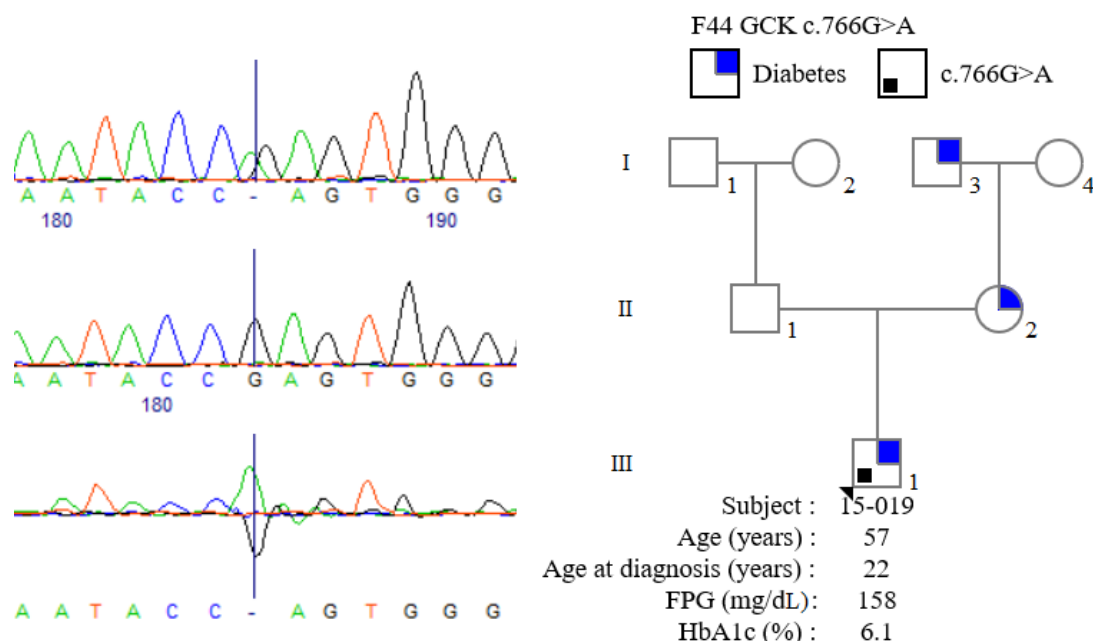 F44 GCK c.766G>A
Diabetes c.766G>A
A A T A C C - A G T G G G
180 190
A A T A C C G A G T G G G
180
A A T A C C - A G T G G G
I
1 2 3 4
II
1 2
III
1
Subject : 15-019
Age (years) : 57
Age at diagnosis (years) : 22
FPG (mg/dL): 158
HbA1c (%) : 6.1